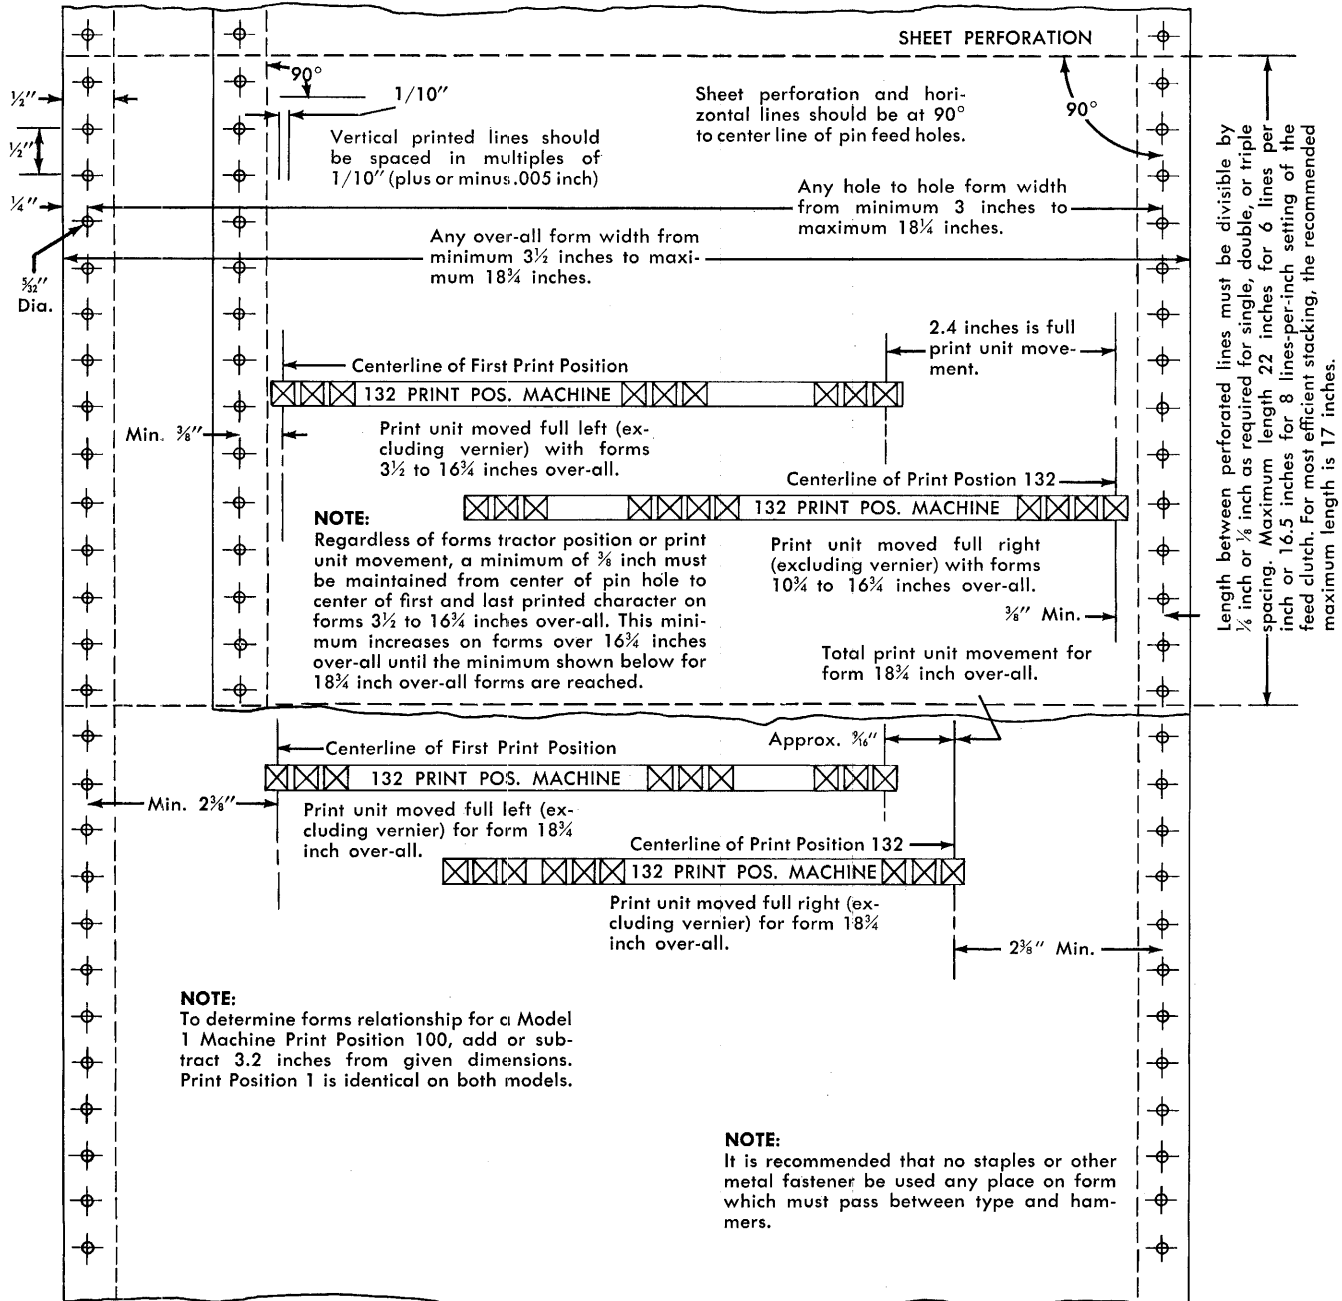 SHEET PERFORATION
90°
1/10"
½"
½"
¼"
5/32"
Dia.
Vertical printed lines should
be spaced in multiples of
1/10" (plus or minus .005 inch)
Sheet perforation and hori-
zontal lines should be at 90°
to center line of pin feed holes.
90°
Any hole to hole form width
from minimum 3 inches to
maximum 18¼ inches.
Any over-all form width from
minimum 3½ inches to maxi-
mum 18¾ inches.
2.4 inches is full
print unit move-
ment.
Centerline of First Print Position
132 PRINT POS. MACHINE
Min. ⅜"
Print unit moved full left (ex-
cluding vernier) with forms
3½ to 16¾ inches over-all.
Centerline of Print Postion 132
132 PRINT POS. MACHINE
NOTE:
Regardless of forms tractor position or print
unit movement, a minimum of ⅜ inch must
be maintained from center of pin hole to
center of first and last printed character on
forms 3½ to 16¾ inches over-all. This mini-
mum increases on forms over 16¾ inches
over-all until the minimum shown below for
18¾ inch over-all forms are reached.
Print unit moved full right
(excluding vernier) with forms
10¾ to 16¾ inches over-all.
⅜" Min.
Total print unit movement for
form 18¾ inch over-all.
Length between perforated lines must be divisible by
⅙ inch or ⅛ inch as required for single, double, or triple
spacing. Maximum length 22 inches for 6 lines per
inch or 16.5 inches for 8 lines-per-inch setting of the
feed clutch. For most efficient stacking, the recommended
maximum length is 17 inches.
Centerline of First Print Position
Approx. 9/16"
132 PRINT POS. MACHINE
Min. 2⅜"
Print unit moved full left (ex-
cluding vernier) for form 18¾
inch over-all.
Centerline of Print Position 132
132 PRINT POS. MACHINE
Print unit moved full right (ex-
cluding vernier) for form 18¾
inch over-all.
2⅜" Min.
NOTE:
To determine forms relationship for a Model
1 Machine Print Position 100, add or sub-
tract 3.2 inches from given dimensions.
Print Position 1 is identical on both models.
NOTE:
It is recommended that no staples or other
metal fastener be used any place on form
which must pass between type and ham-
mers.